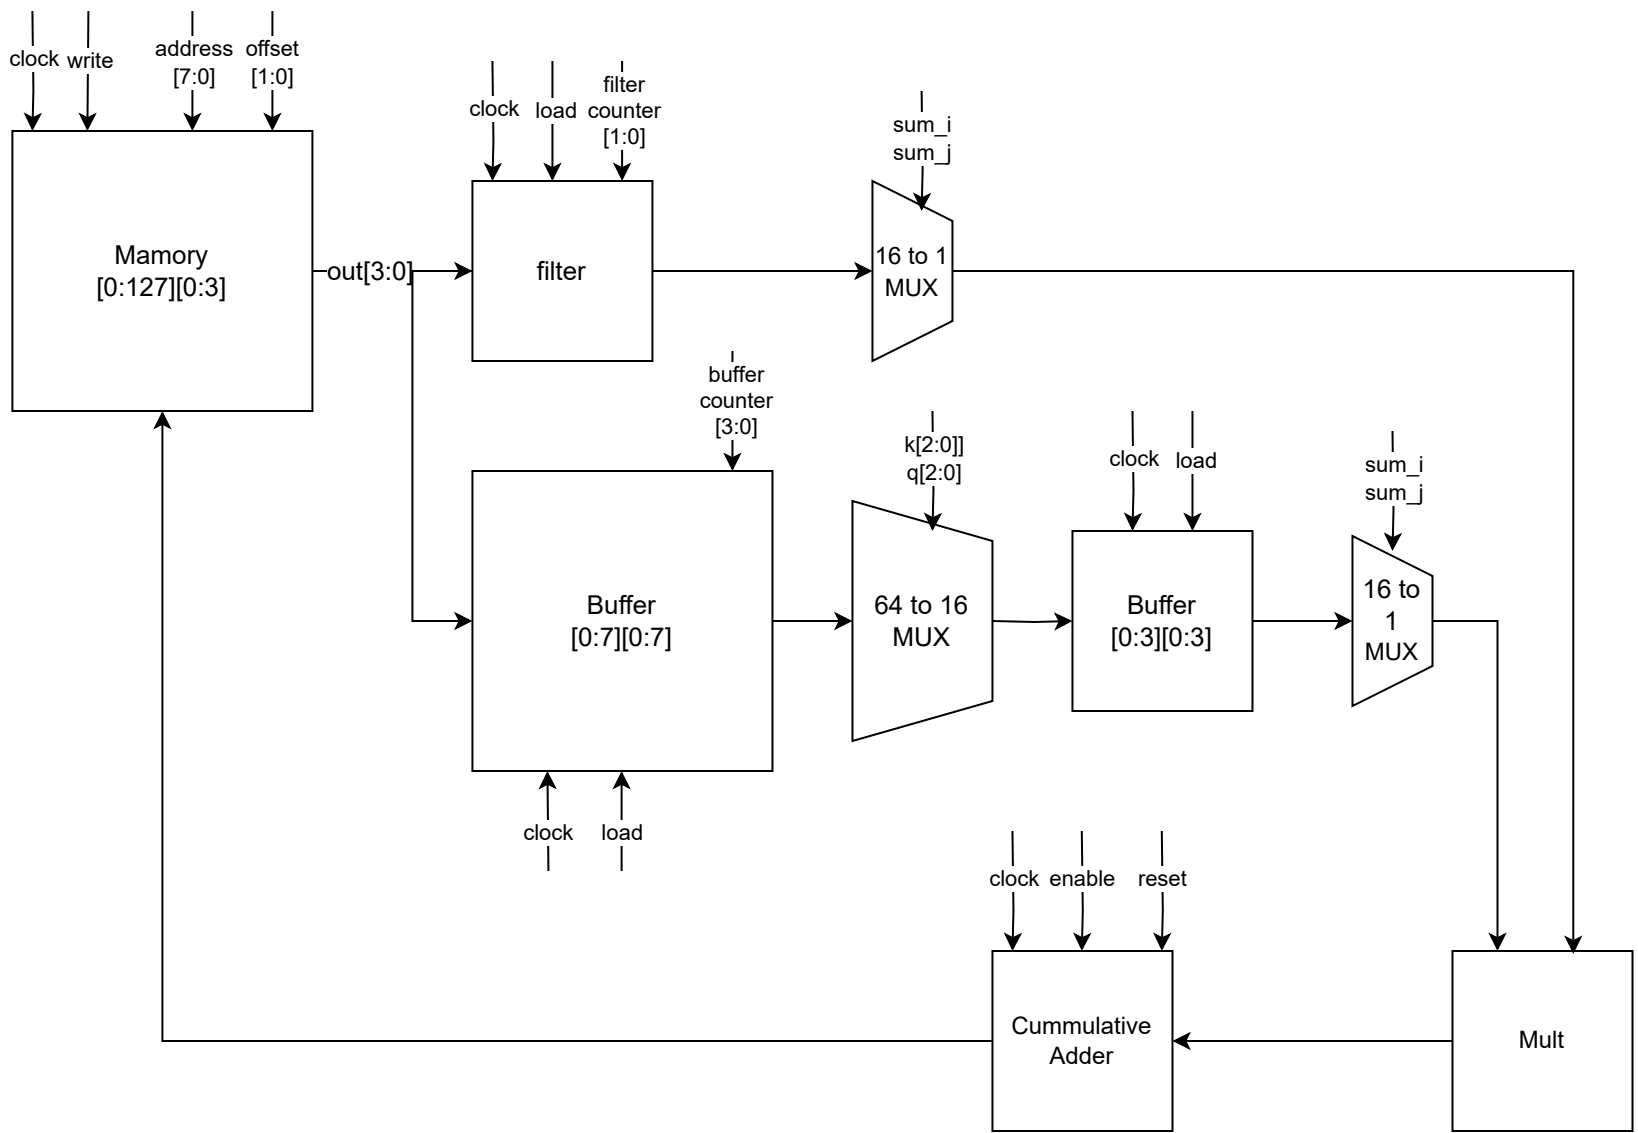 clock
write
address
[7:0]
offset
[1:0]
Mamory
[0:127][0:3]
out[3:0]
clock
load
filter
counter
[1:0]
filter
sum_i
sum_j
16 to 1
MUX
buffer
counter
[3:0]
Buffer
[0:7][0:7]
clock
load
k[2:0]]
q[2:0]
64 to 16
MUX
clock
load
Buffer
[0:3][0:3]
sum_i
sum_j
16 to
1
MUX
clock
enable
reset
Cummulative
Adder
Mult